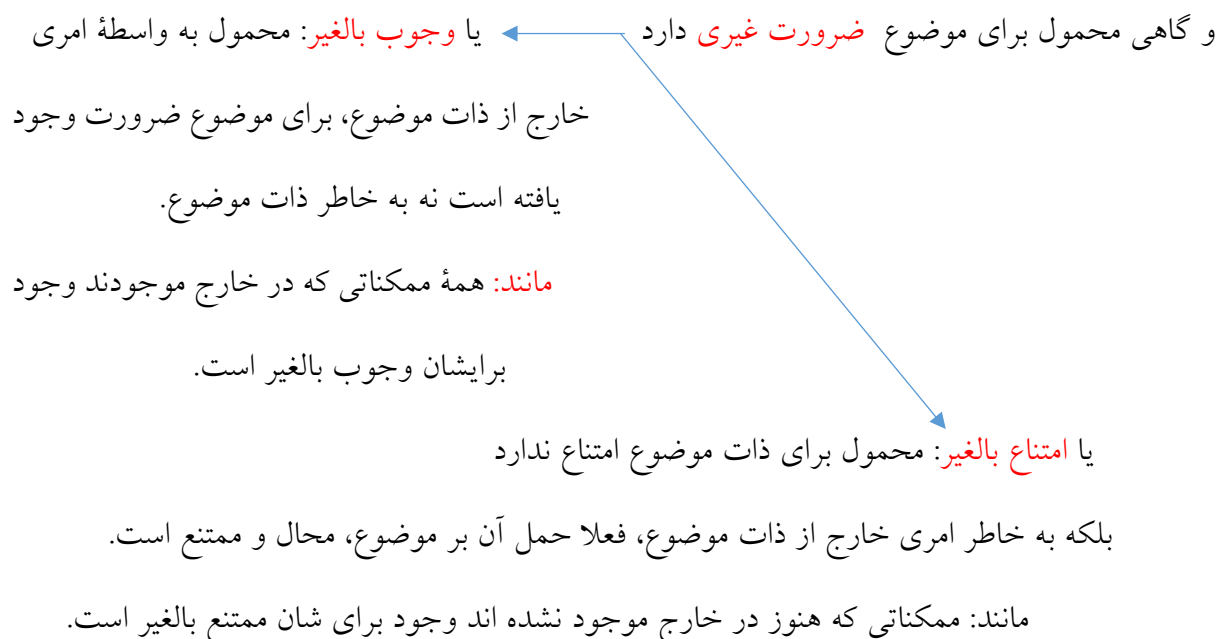 و گاهی محمول برای موضوع ضرورت غیری دارد یا وجوب بالغیر: محمول به واسطهٔ امری
خارج از ذات موضوع، برای موضوع ضرورت وجود
یافته است نه به خاطر ذات موضوع.
مانند: همهٔ ممکناتی که در خارج موجودند وجود
برایشان وجوب بالغیر است.
یا امتناع بالغیر: محمول برای ذات موضوع امتناع ندارد
بلکه به خاطر امری خارج از ذات موضوع، فعلا حمل آن بر موضوع، محال و ممتنع است.
مانند: ممکناتی که هنوز در خارج موجود نشده اند وجود برای شان ممتنع بالغیر است.